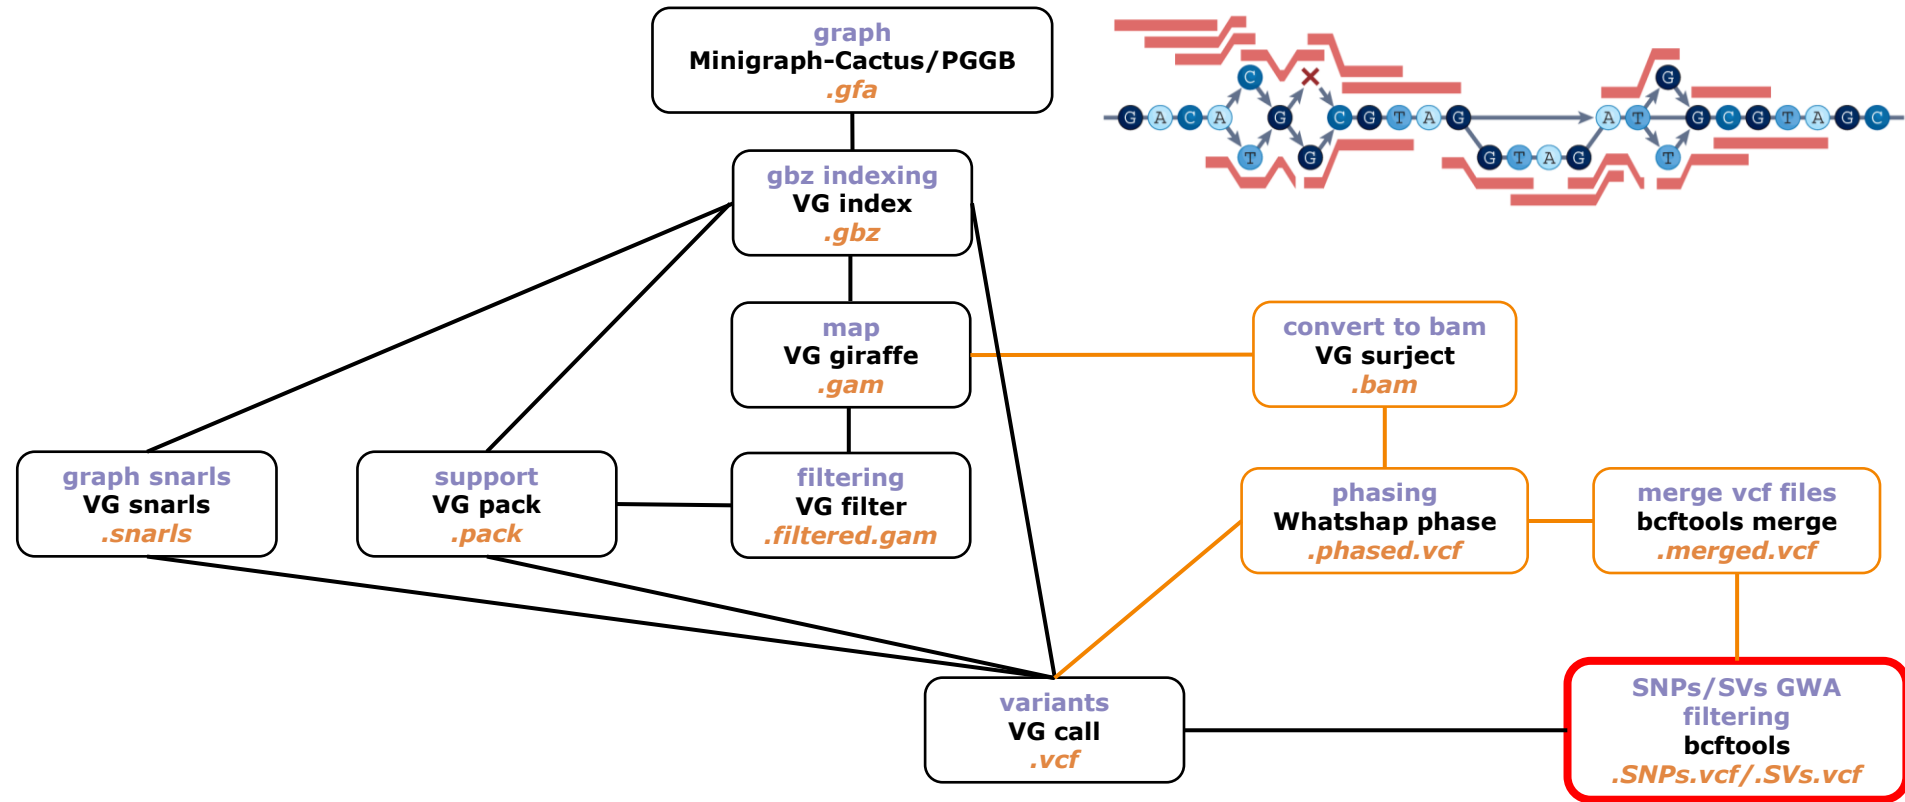 graph
Minigraph-Cactus/PGGB
.gfa
C
×
G
G A C A G C G T A G A T G C G T A G C
T
G
G T A G
T
gbz indexing
VG index
.gbz
map
VG giraffe
.gam
convert to bam
VG surject
.bam
graph snarls
VG snarls
.snarls
support
VG pack
.pack
filtering
VG filter
.filtered.gam
phasing
Whatshap phase
.phased.vcf
merge vcf files
bcftools merge
.merged.vcf
variants
VG call
.vcf
SNPs/SVs GWA
filtering
bcftools
.SNPs.vcf/.SVs.vcf